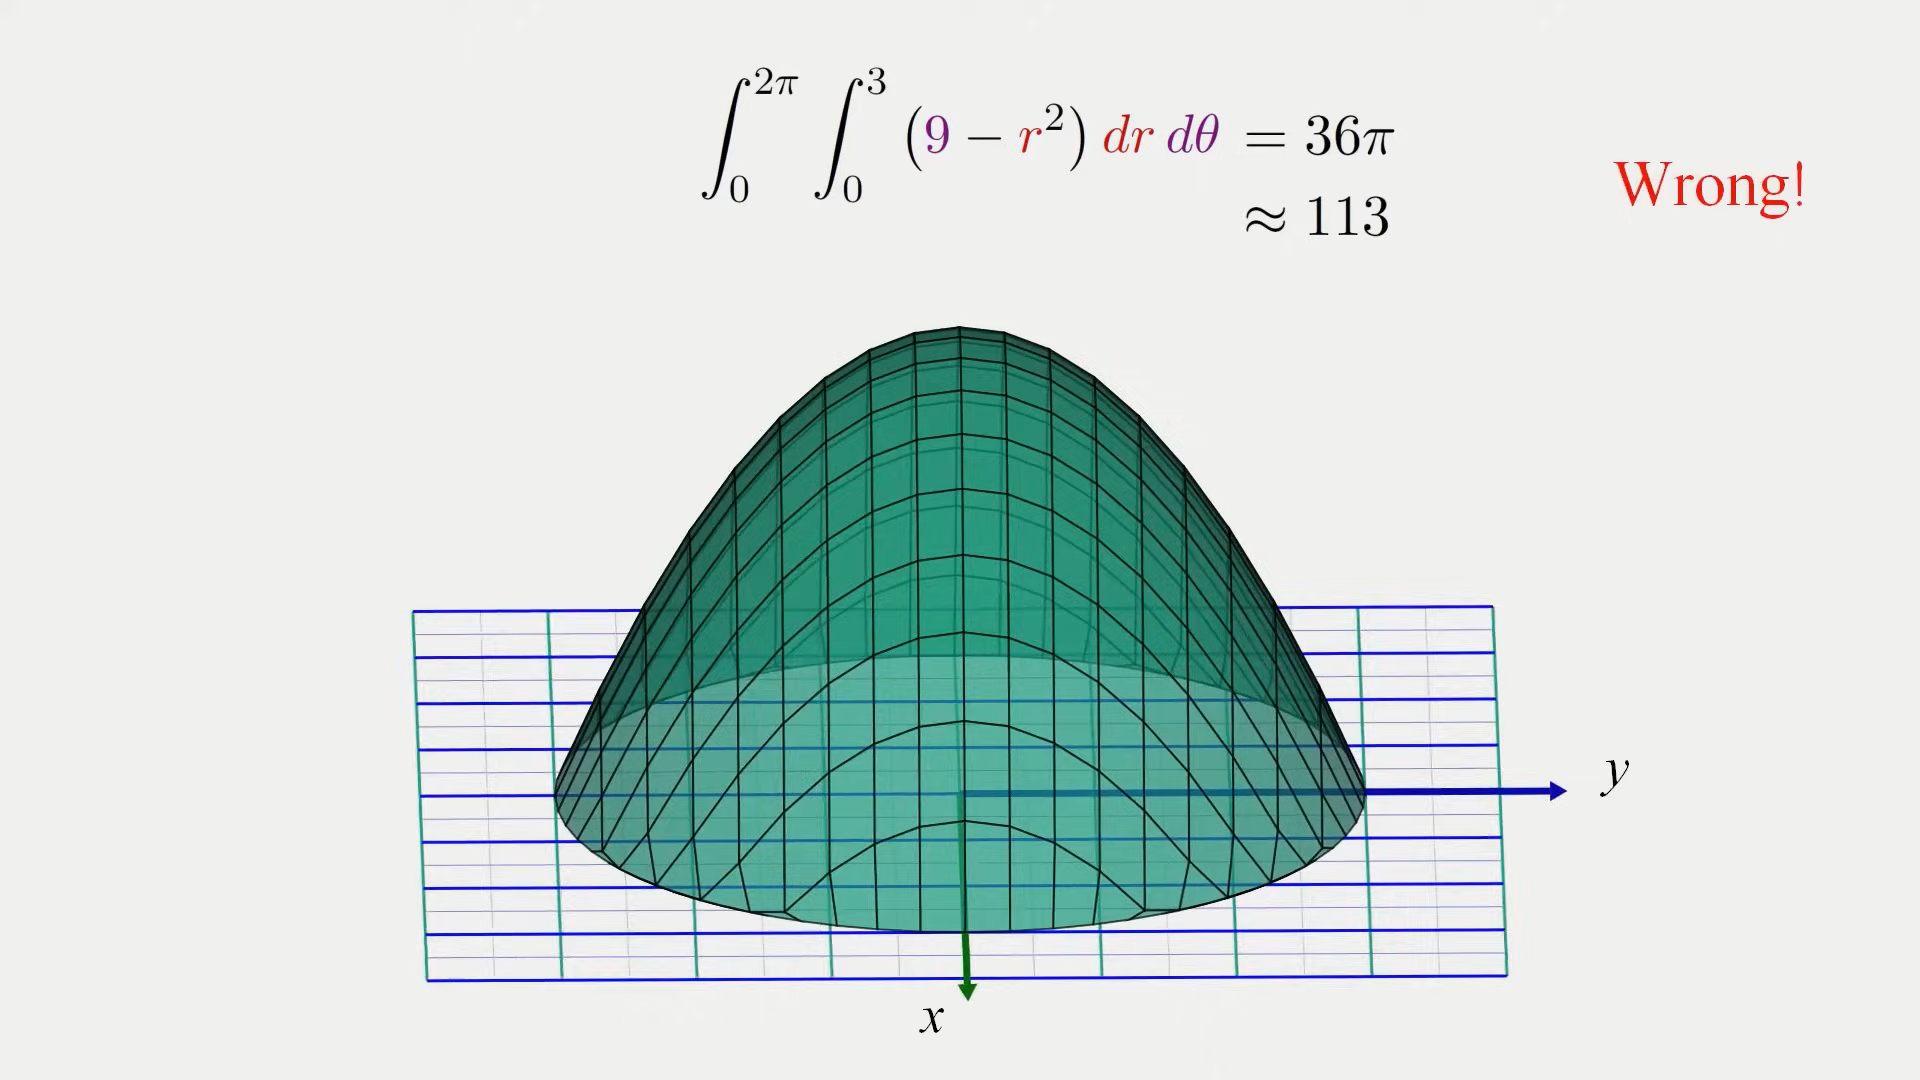 ∫₀^{2π} ∫₀^{3} (9 − r²) dr dθ = 36π
≈ 113
Wrong!
y
x